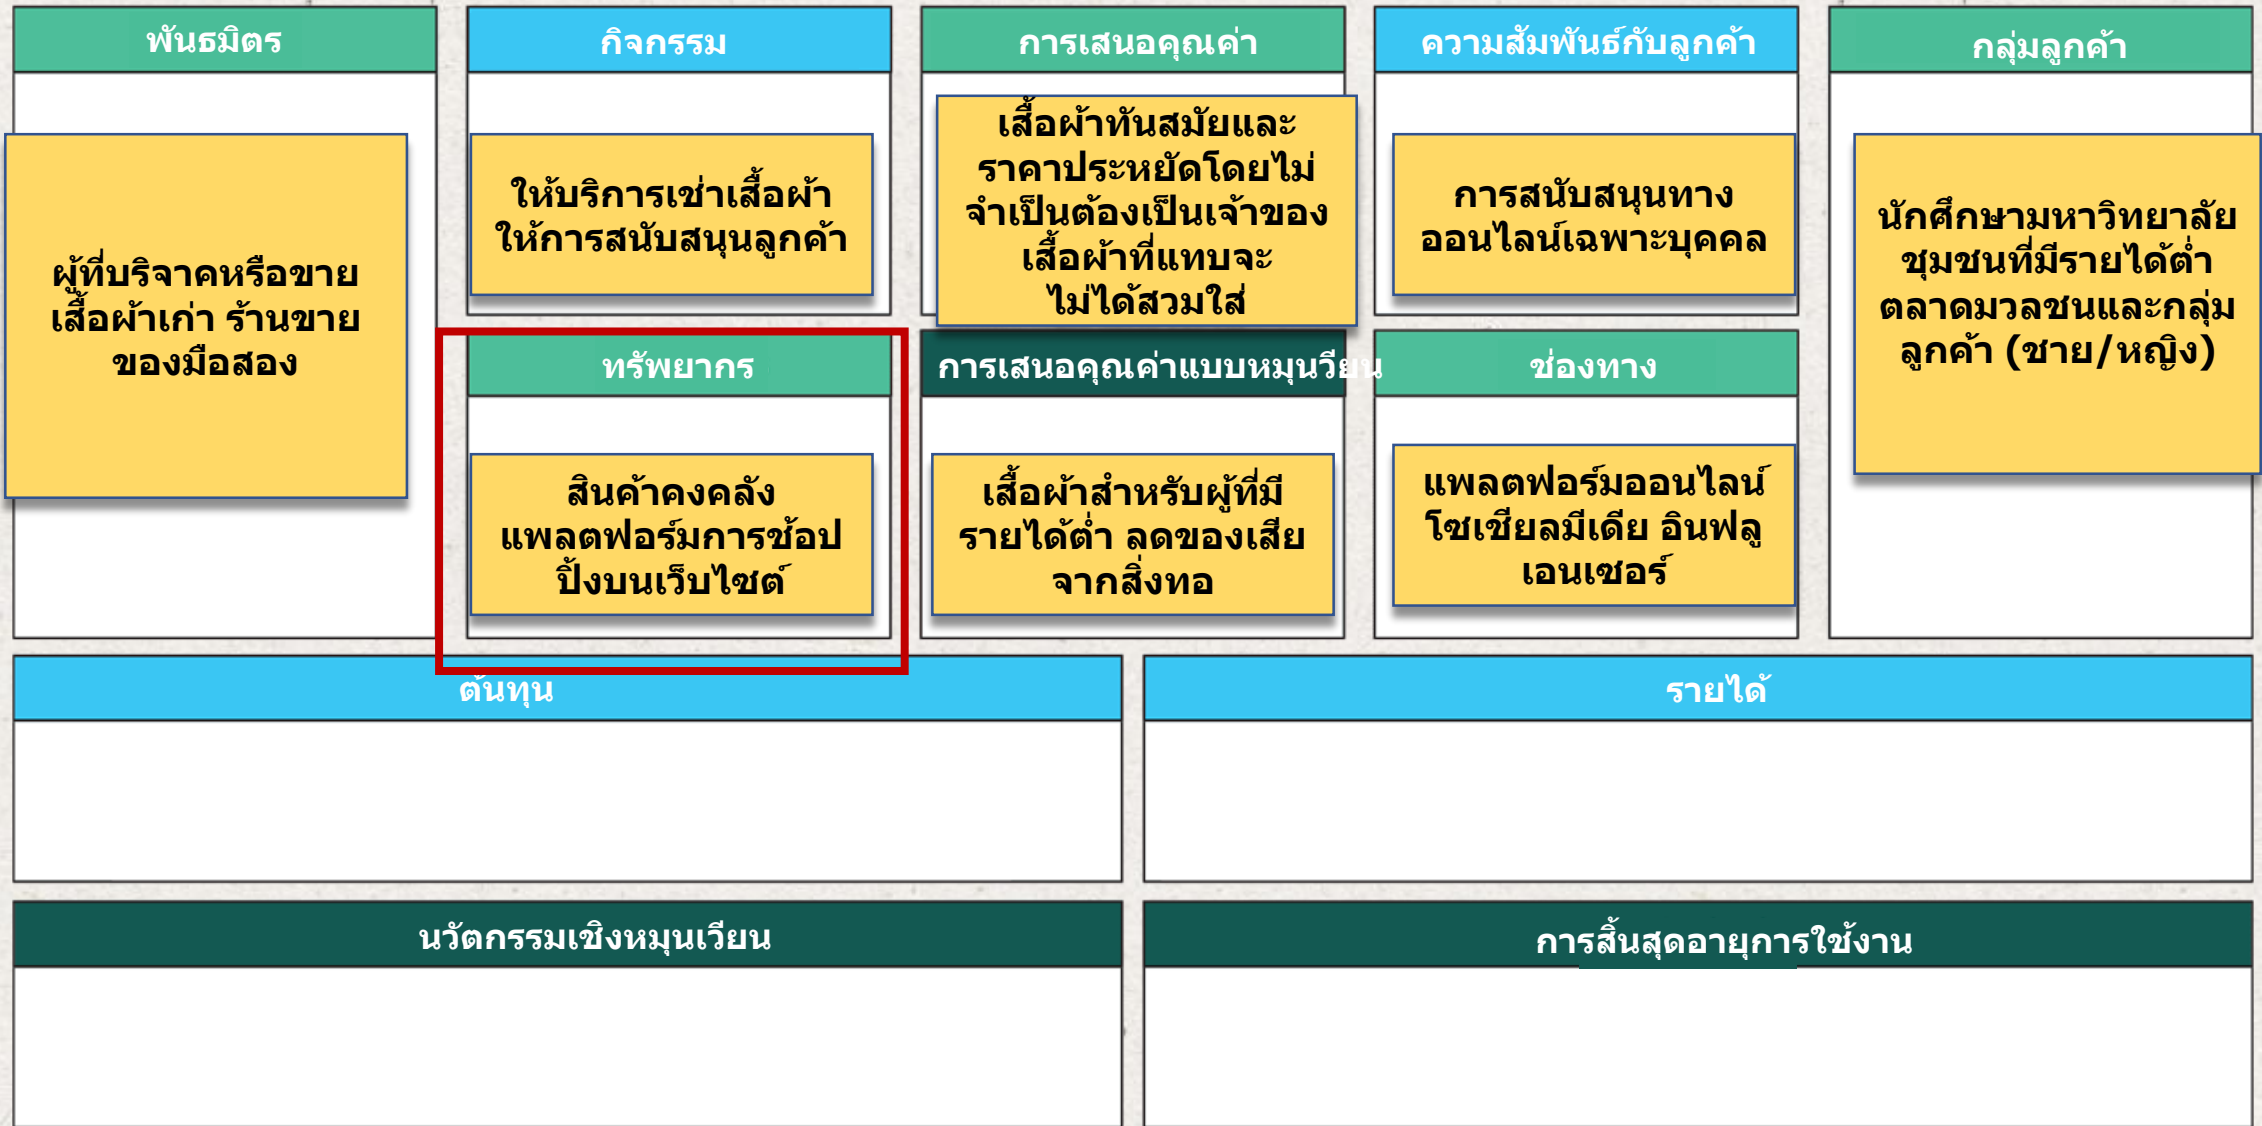 พันธมิตร
ผู้ที่บริจาคหรือขาย
เสื้อผ้าเก่า ร้านขาย
ของมือสอง
กิจกรรม
ให้บริการเช่าเสื้อผ้า
ให้การสนับสนุนลูกค้า
ทรัพยากร
สินค้าคงคลัง
แพลตฟอร์มการช้อป
ปิ้งบนเว็บไซต์
การเสนอคุณค่า
เสื้อผ้าทันสมัยและ
ราคาประหยัดโดยไม่
จำเป็นต้องเป็นเจ้าของ
เสื้อผ้าที่แทบจะ
ไม่ได้สวมใส่
การเสนอคุณค่าแบบหมุนวียน
เสื้อผ้าสำหรับผู้ที่มี
รายได้ต่ำ ลดของเสีย
จากสิ่งทอ
ความสัมพันธ์กับลูกค้า
การสนับสนุนทาง
ออนไลน์เฉพาะบุคคล
ช่องทาง
แพลตฟอร์มออนไลน์
โซเชียลมีเดีย อินฟลู
เอนเซอร์
กลุ่มลูกค้า
นักศึกษามหาวิทยาลัย
ชุมชนที่มีรายได้ต่ำ
ตลาดมวลชนและกลุ่ม
ลูกค้า (ชาย/หญิง)
ต้นทุน
รายได้
นวัตกรรมเชิงหมุนเวียน
การสิ้นสุดอายุการใช้งาน